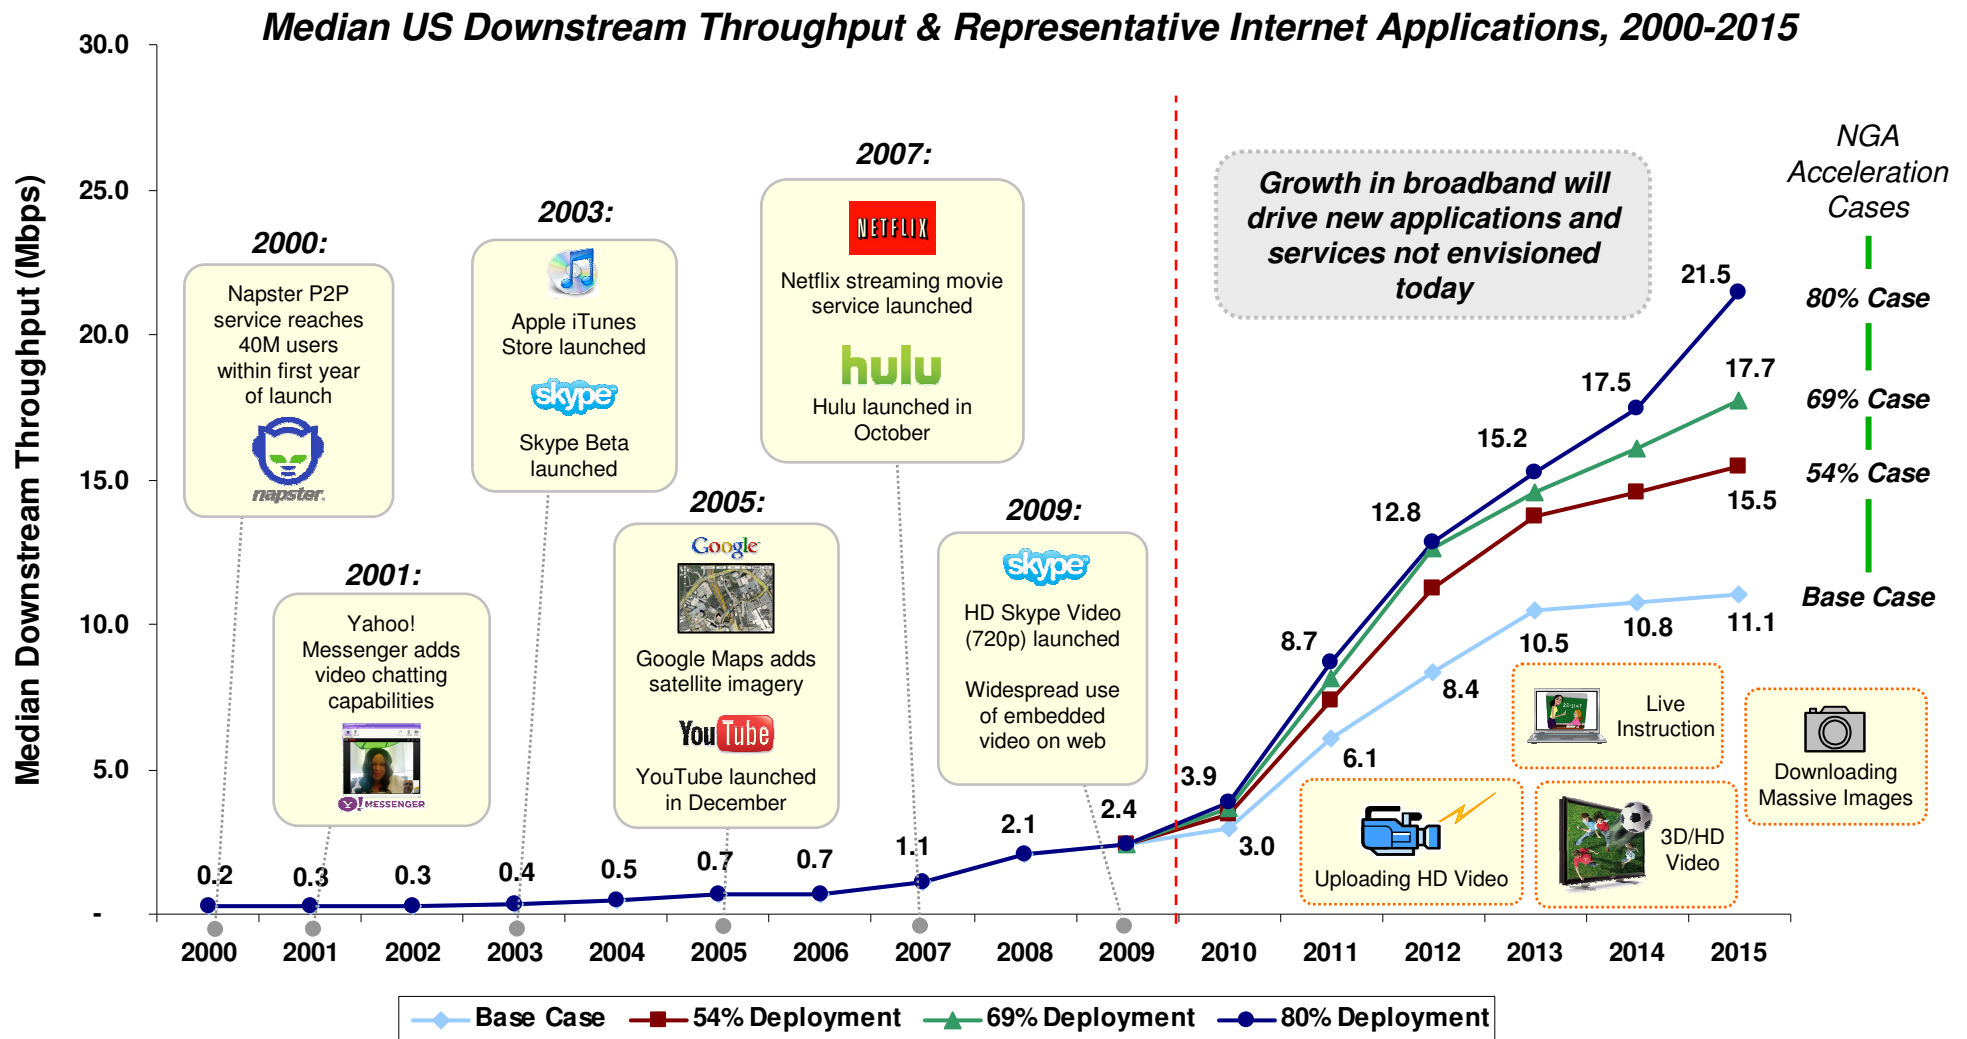 Median US Downstream Throughput & Representative Internet Applications, 2000-2015
Median Downstream Throughput (Mbps)
30.0
25.0
20.0
15.0
10.0
5.0
-
2000:
Napster P2P
service reaches
40M users
within first year
of launch
napster.
2001:
Yahoo!
Messenger adds
video chatting
capabilities
Y! MESSENGER
2003:
Apple iTunes
Store launched
skype
Skype Beta
launched
2005:
Google
Google Maps adds
satellite imagery
YouTube
YouTube launched
in December
2007:
NETFLIX
Netflix streaming movie
service launched
hulu
Hulu launched in
October
2009:
skype
HD Skype Video
(720p) launched
Widespread use
of embedded
video on web
Growth in broadband will
drive new applications and
services not envisioned
today
NGA
Acceleration
Cases
80% Case
69% Case
54% Case
Base Case
0.2
0.3
0.3
0.4
0.5
0.7
0.7
1.1
2.1
2.4
3.9
8.7
12.8
15.2
17.5
21.5
17.7
15.5
3.0
6.1
8.4
10.5
10.8
11.1
Live
Instruction
Downloading
Massive Images
Uploading HD Video
3D/HD
Video
2000
2001
2002
2003
2004
2005
2006
2007
2008
2009
2010
2011
2012
2013
2014
2015
Base Case
54% Deployment
69% Deployment
80% Deployment